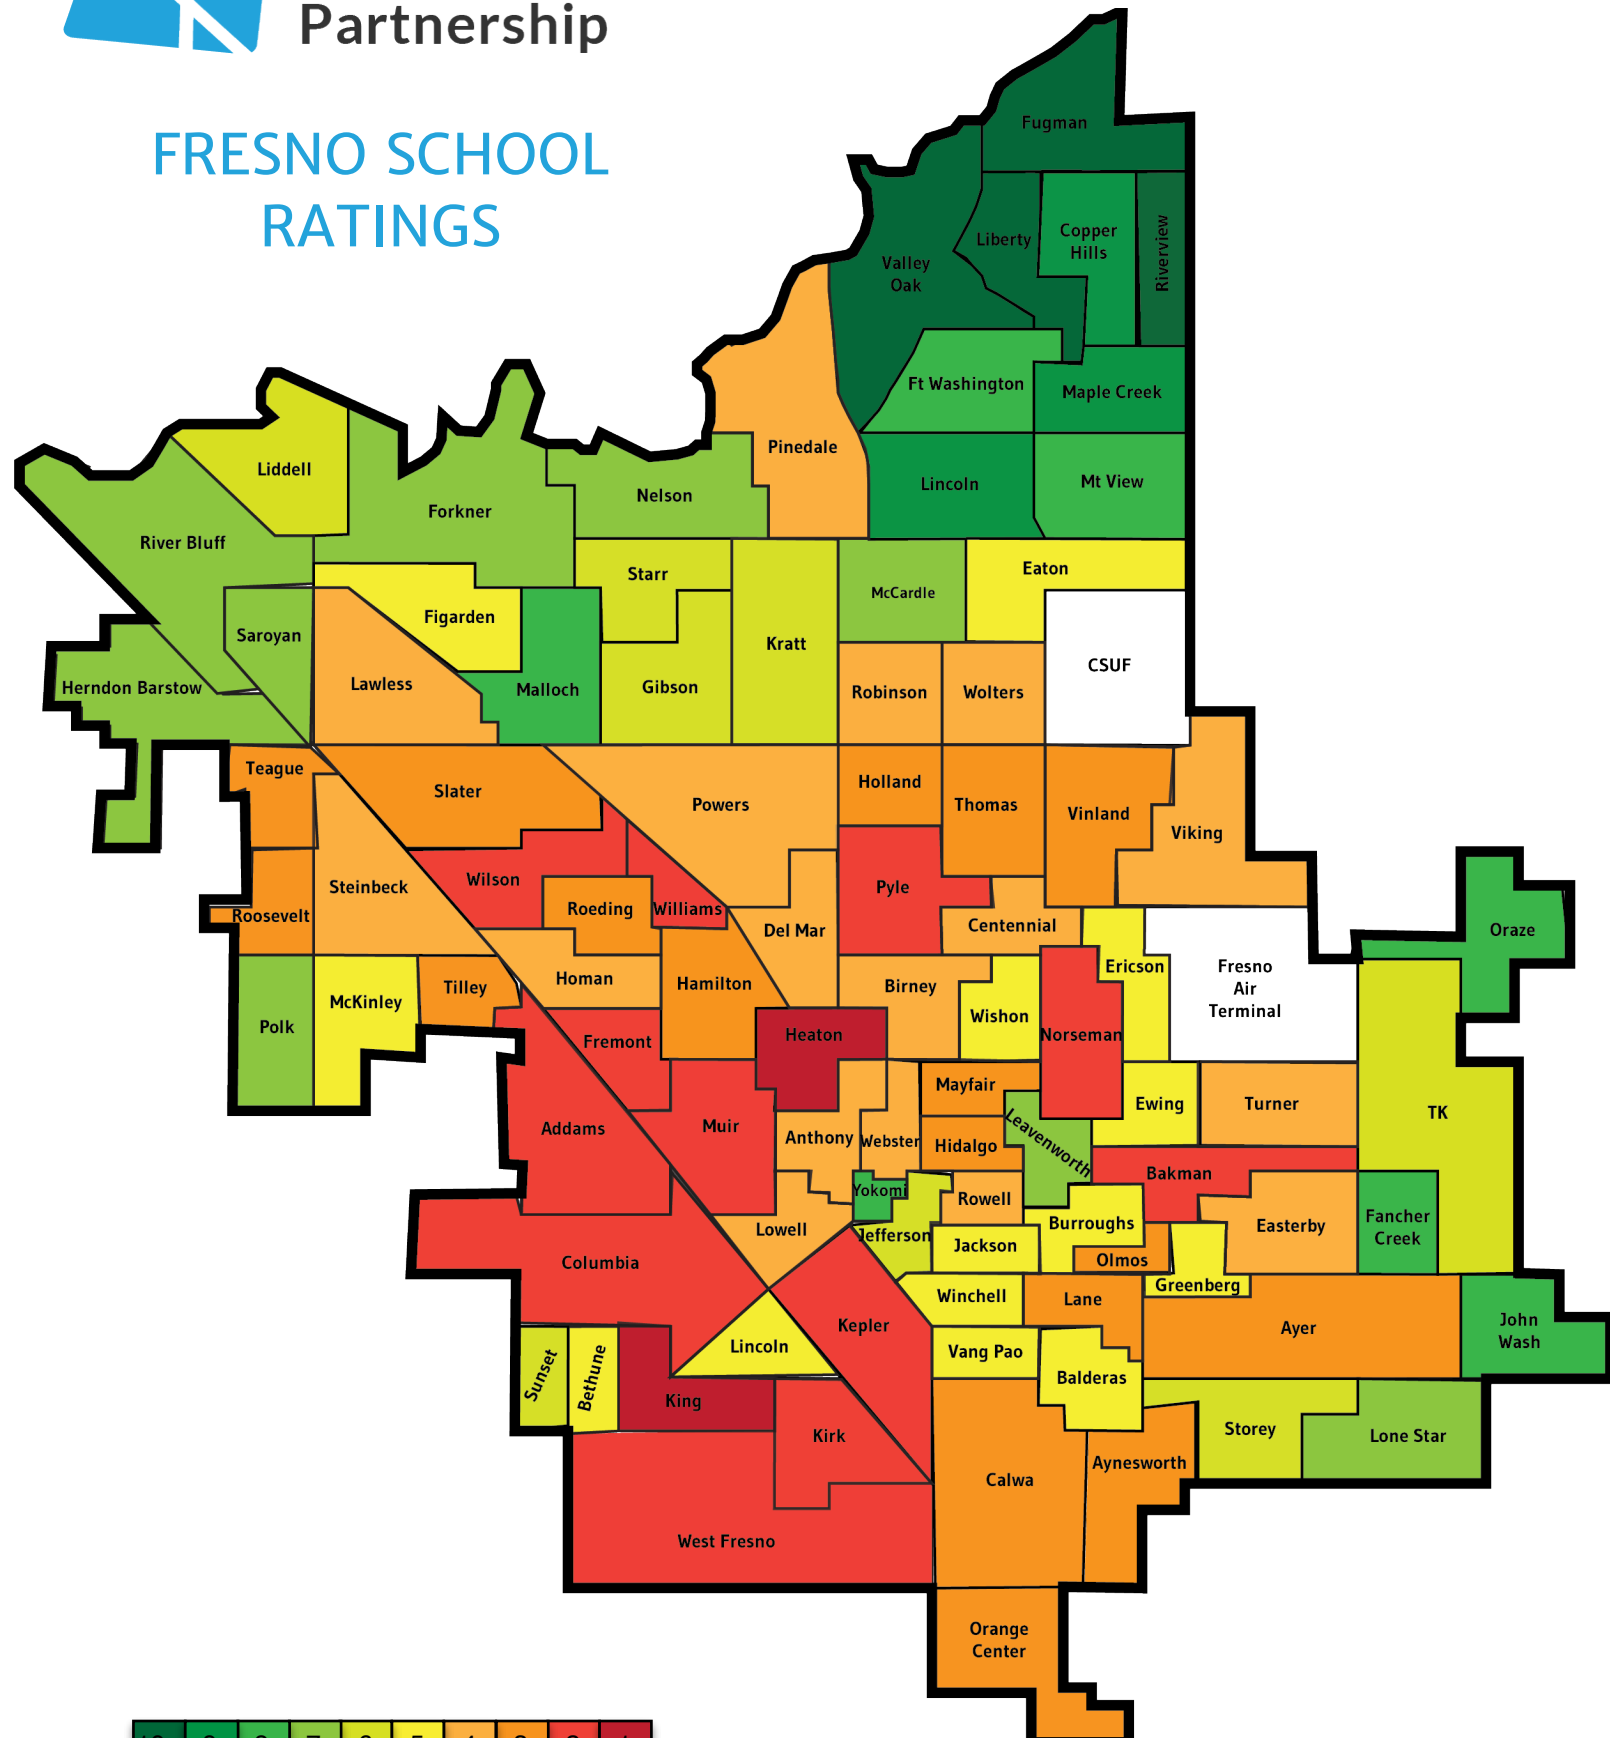 Partnership
FRESNO SCHOOL
RATINGS
Fugman
Liberty
Copper
Hills
Riverview
Valley
Oak
Ft Washington
Maple Creek
Pinedale
Liddell
Lincoln
Mt View
Nelson
Forkner
River Bluff
Starr
Eaton
McCardle
Figarden
Saroyan
Kratt
CSUF
Herndon Barstow
Lawless
Malloch
Gibson
Robinson
Wolters
Teague
Slater
Powers
Holland
Thomas
Vinland
Viking
Steinbeck
Wilson
Pyle
Roosevelt
Roeding
Williams
Del Mar
Centennial
Oraze
Homan
Hamilton
Birney
Ericson
Fresno
Air
Terminal
Tilley
McKinley
Polk
Wishon
Fremont
Heaton
Norseman
Mayfair
Ewing
Turner
TK
Addams
Muir
Anthony
Webster
Hidalgo
Leavenworth
Bakman
Yokomi
Rowell
Lowell
Jefferson
Burroughs
Easterby
Fancher
Creek
Jackson
Columbia
Olmos
Greenberg
Winchell
Lane
Kepler
Ayer
John
Wash
Lincoln
Vang Pao
Sunset
Bethune
Balderas
King
Kirk
Storey
Lone Star
Aynesworth
Calwa
West Fresno
Orange
Center